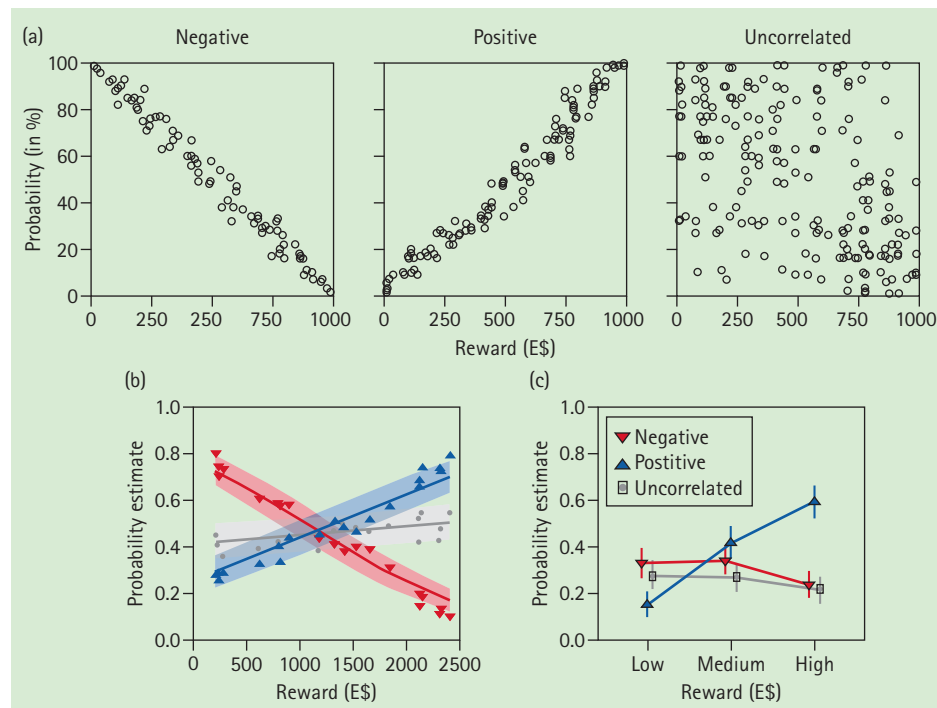 (a)
Negative Positive Uncorrelated
Probability (in %)
100
80
60
40
20
0
0 250 500 750 1000 0 250 500 750 1000 0 250 500 750 1000
Reward (E$)
(b)
Probability estimate
1.0
0.8
0.6
0.4
0.2
0.0
0 500 1000 1500 2000 2500
Reward (E$)
(c)
Probability estimate
1.0
0.8
0.6
0.4
0.2
0.0
Negative
Postitive
Uncorrelated
Low Medium High
Reward (E$)